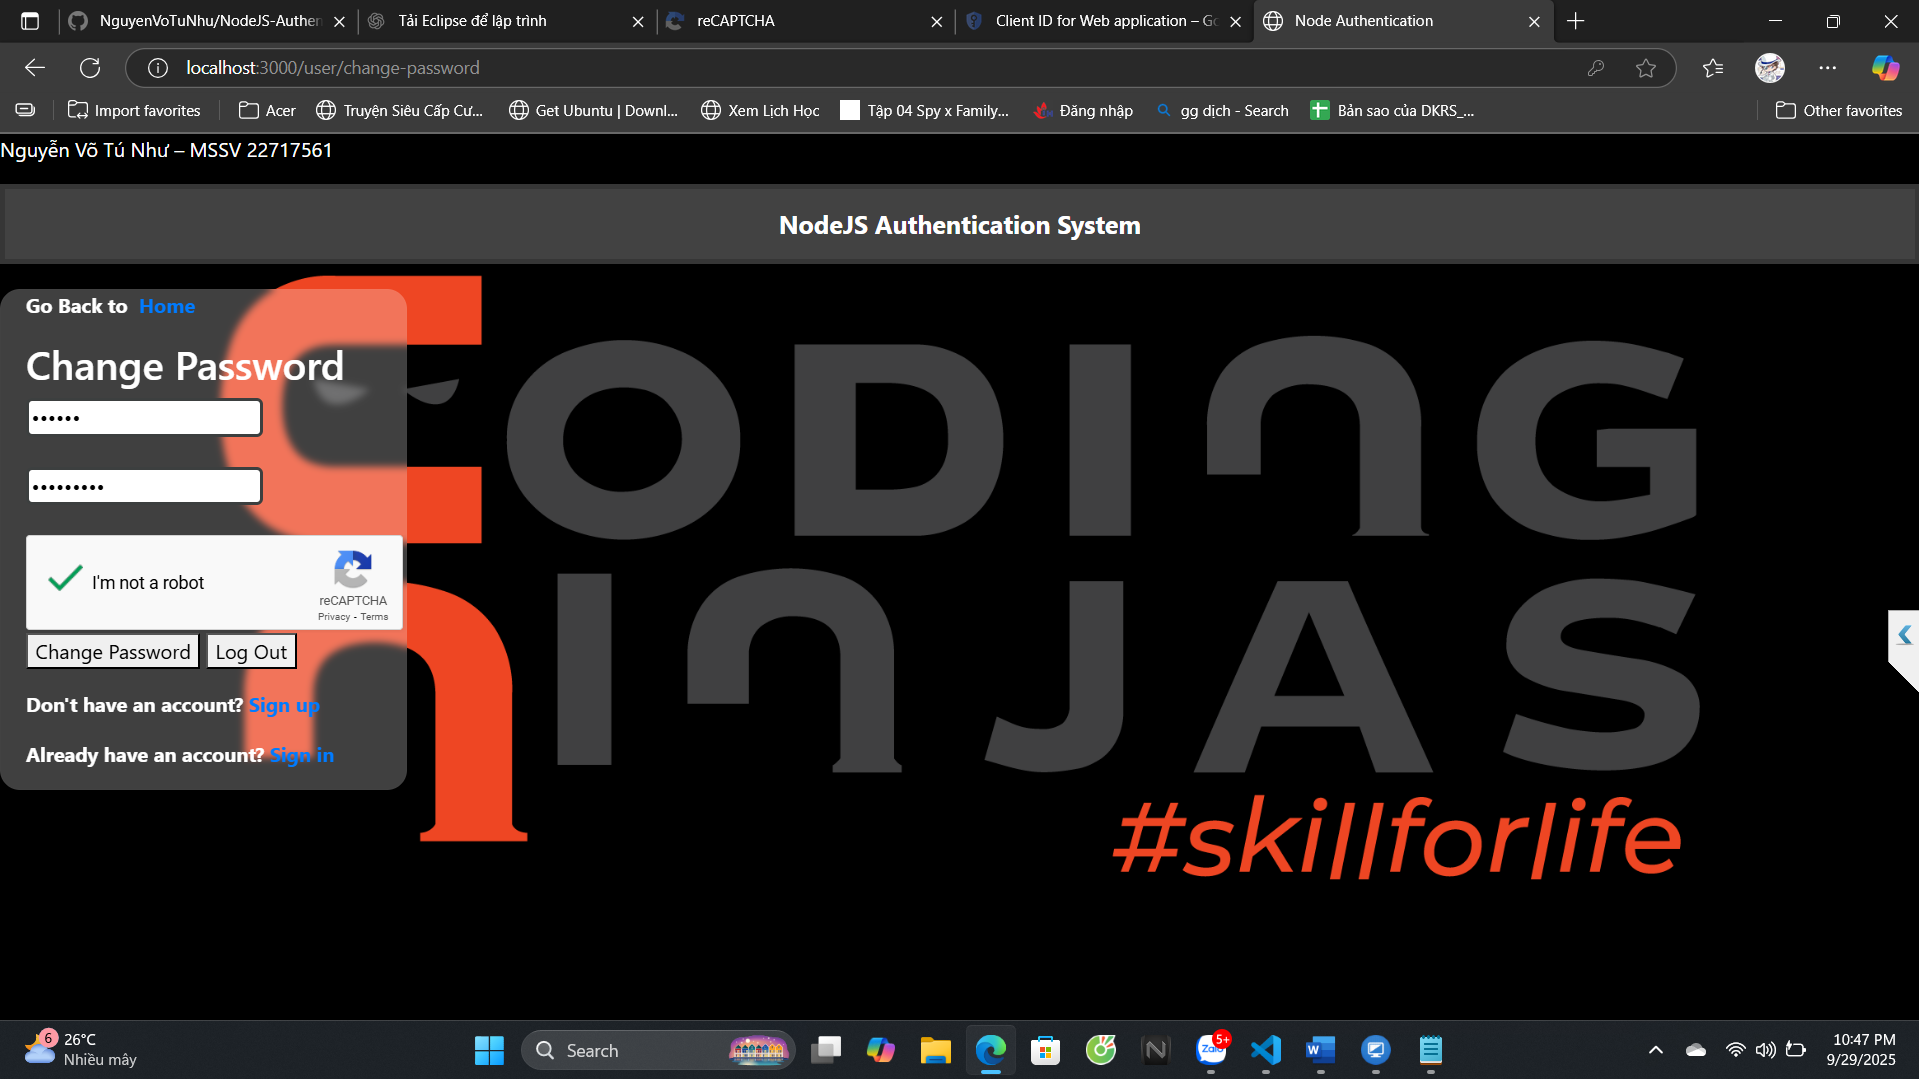 NguyenVoTuNhu/NodeJS-Authen
Tải Eclipse để lập trình
reCAPTCHA
Client ID for Web application – Go
Node Authentication
localhost:3000/user/change-password
Import favorites
Acer
Truyện Siêu Cấp Cư...
Get Ubuntu | Downl...
Xem Lịch Học
Tập 04 Spy x Family...
Đăng nhập
gg dịch - Search
Bản sao của DKRS_...
Other favorites
Nguyễn Võ Tú Như – MSSV 22717561
NodeJS Authentication System
Go Back to Home
Change Password
••••••
•••••••••
I'm not a robot
reCAPTCHA
Privacy - Terms
Change Password
Log Out
Don't have an account? Sign up
Already have an account? Sign in
CODING
NINJAS
#skillforlife
6
26°C
Nhiều mây
Search
Zalo
5+
10:47 PM
9/29/2025